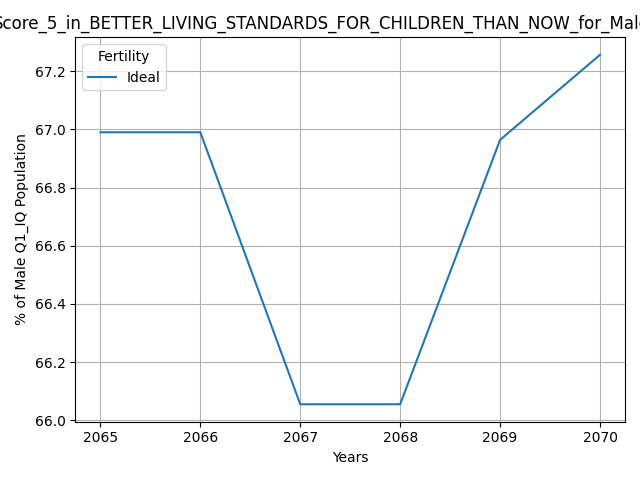 Score_5_in_BETTER_LIVING_STANDARDS_FOR_CHILDREN_THAN_NOW_for_Male
Fertility
Ideal
67.2
67.0
66.8
66.6
66.4
66.2
66.0
% of Male Q1_IQ Population
2065 2066 2067 2068 2069 2070
Years